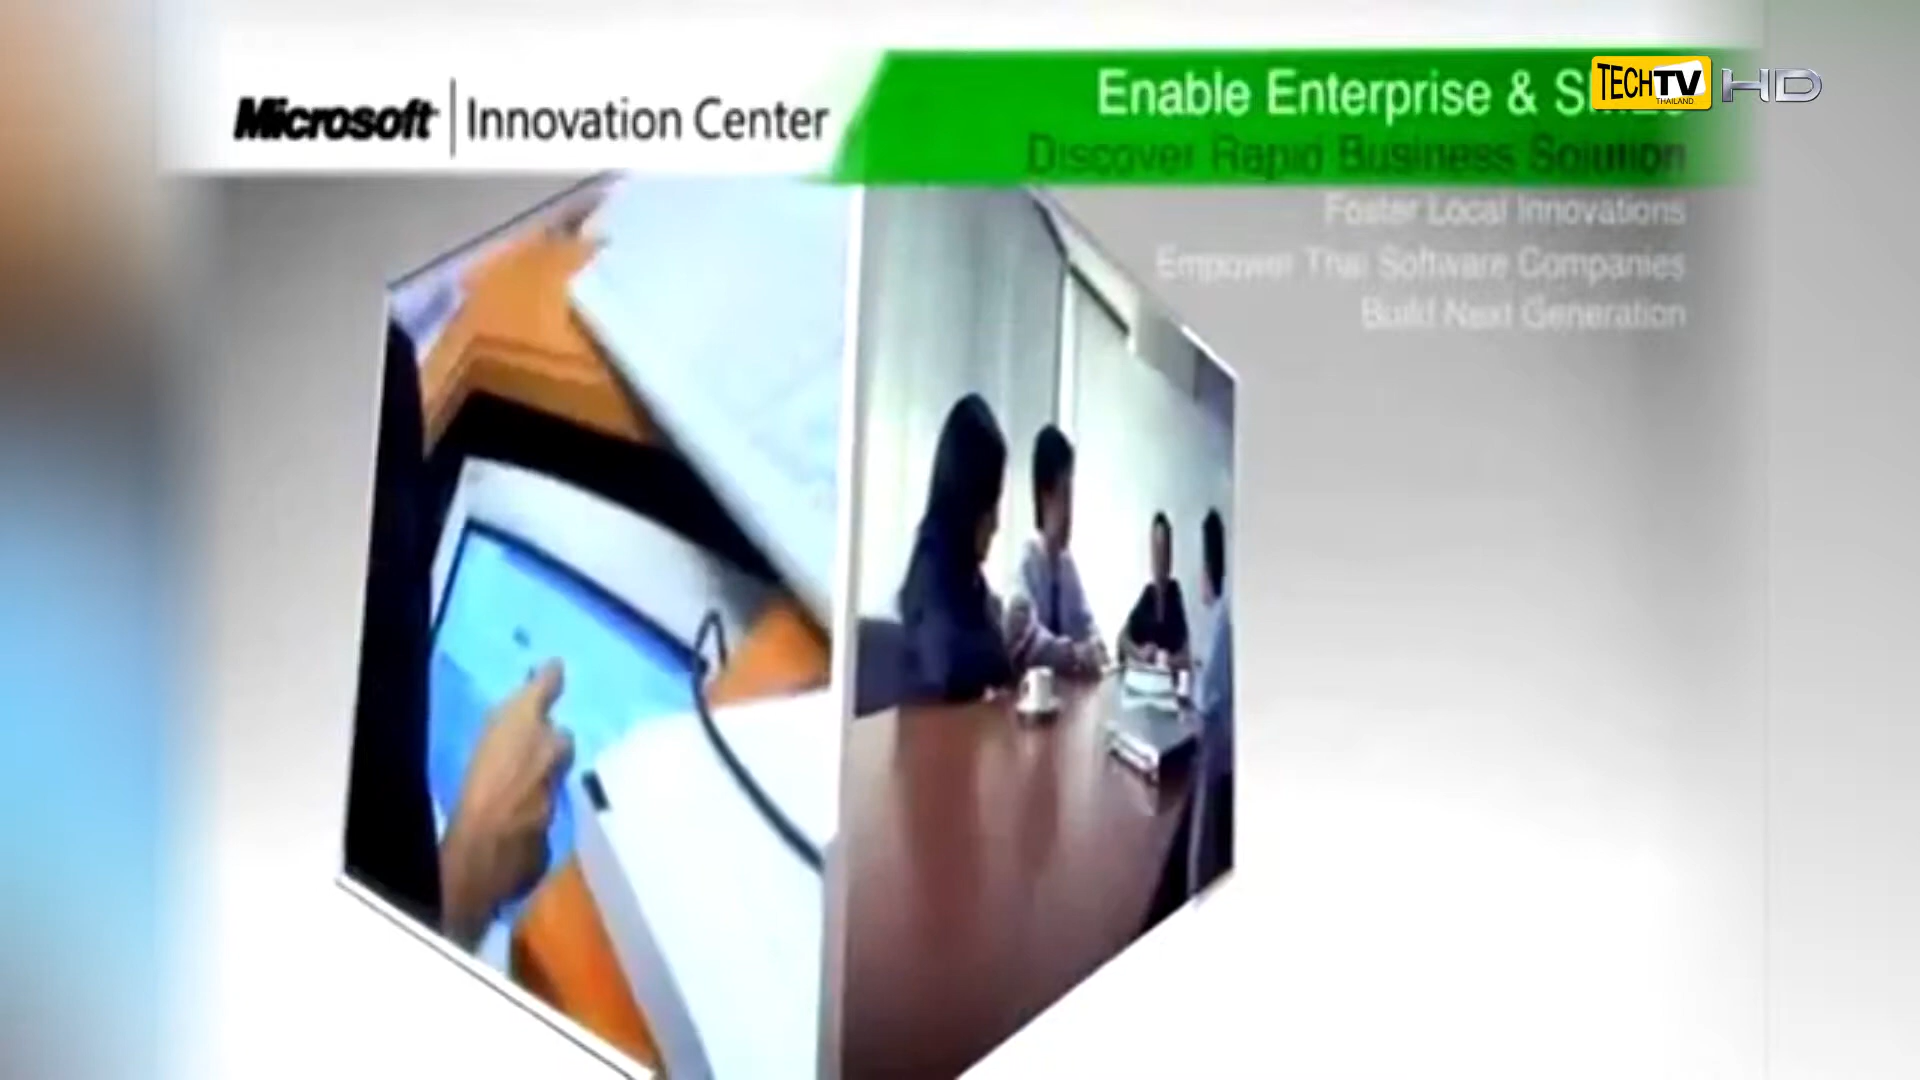 Microsoft | Innovation Center
Enable Enterprise &
Discover Rapid Business Solution
Foster Local Innovations
Empower Thai Software Companies
Build Next Generation
TECHTV HD
THAILAND